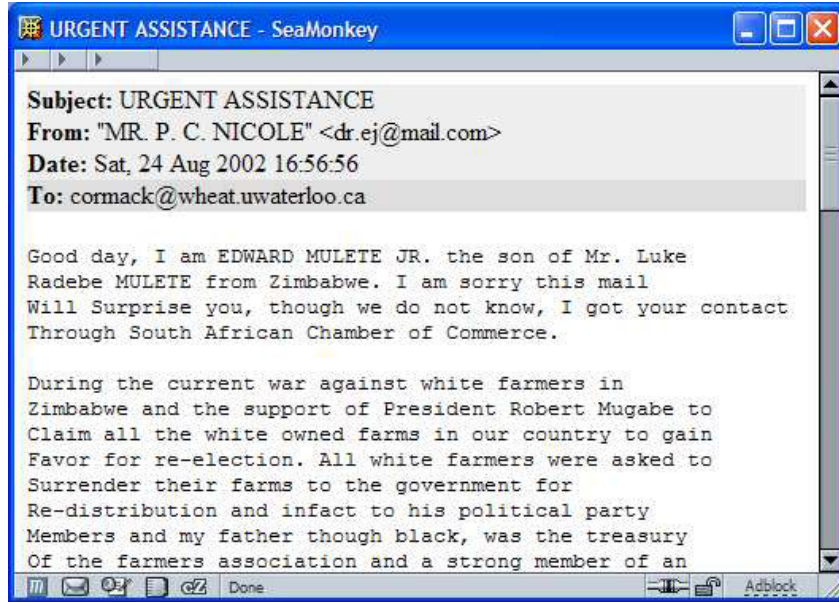 URGENT ASSISTANCE - SeaMonkey
Subject: URGENT ASSISTANCE
From: "MR. P. C. NICOLE" <dr.ej@mail.com>
Date: Sat, 24 Aug 2002 16:56:56
To: cormack@wheat.uwaterloo.ca
Good day, I am EDWARD MULETE JR. the son of Mr. Luke
Radebe MULETE from Zimbabwe. I am sorry this mail
Will Surprise you, though we do not know, I got your contact
Through South African Chamber of Commerce.
During the current war against white farmers in
Zimbabwe and the support of President Robert Mugabe to
Claim all the white owned farms in our country to gain
Favor for re-election. All white farmers were asked to
Surrender their farms to the government for
Re-distribution and infact to his political party
Members and my father though black, was the treasury
Of the farmers association and a strong member of an
Done Adblock